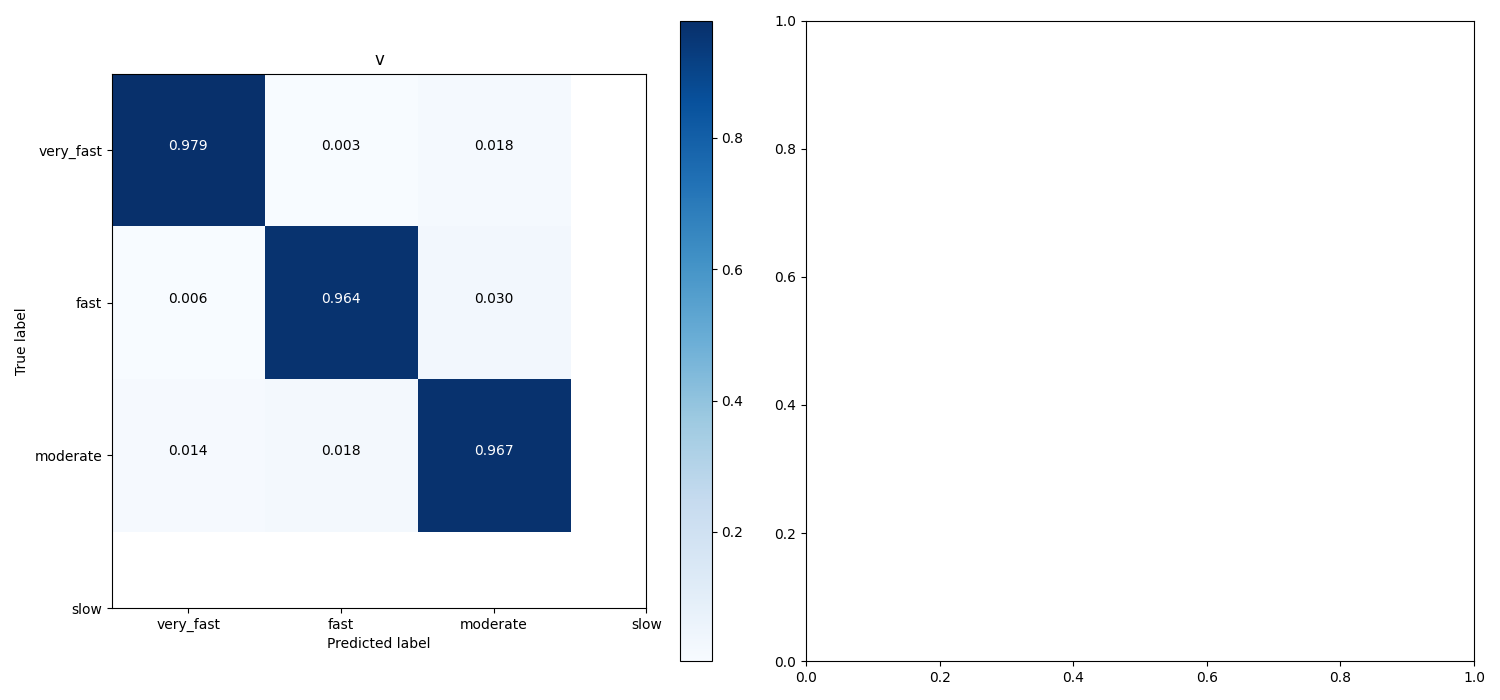 v
very_fast
0.979 0.003 0.018
fast
0.006 0.964 0.030
moderate
0.014 0.018 0.967
slow
very_fast fast moderate slow
True label
Predicted label
0.8
0.6
0.4
0.2
1.0
0.8
0.6
0.4
0.2
0.0
0.0 0.2 0.4 0.6 0.8 1.0